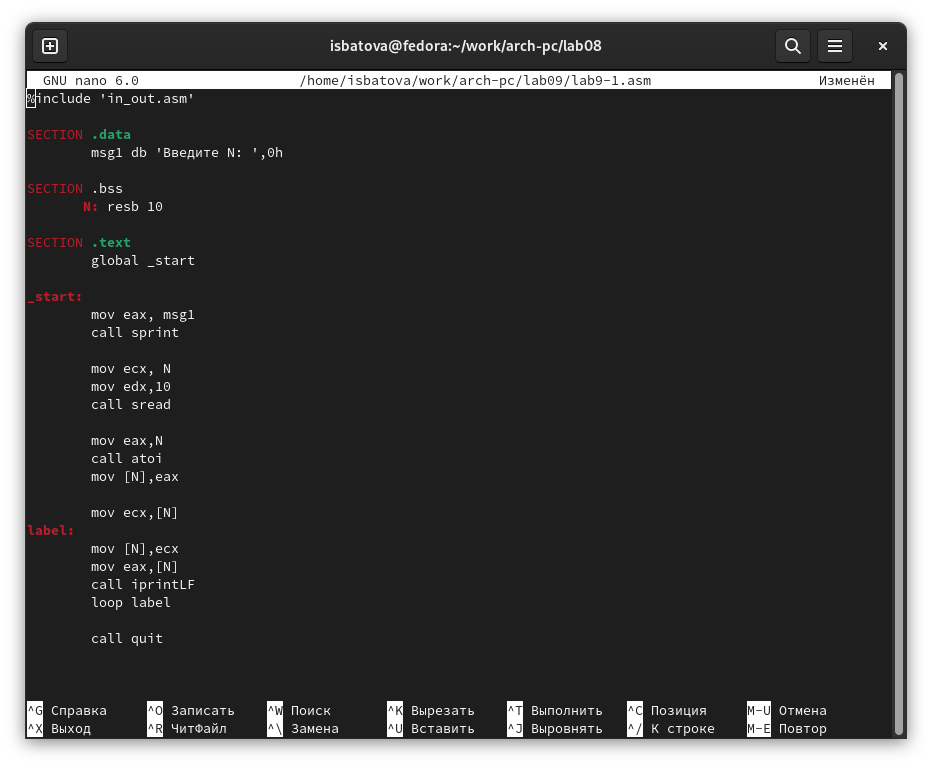 isbatova@fedora:~/work/arch-pc/lab08
GNU nano 6.0 /home/isbatova/work/arch-pc/lab09/lab9-1.asm Изменён
%include 'in_out.asm'
SECTION .data
msg1 db 'Введите N: ',0h
SECTION .bss
N: resb 10
SECTION .text
global _start
_start:
mov eax, msg1
call sprint
mov ecx, N
mov edx,10
call sread
mov eax,N
call atoi
mov [N],eax
mov ecx,[N]
label:
mov [N],ecx
mov eax,[N]
call iprintLF
loop label
call quit
^G Справка ^O Записать ^W Поиск ^K Вырезать ^T Выполнить ^C Позиция M-U Отмена
^X Выход ^R ЧитФайл ^\ Замена ^U Вставить ^J Выровнять ^/ К строке M-E Повтор